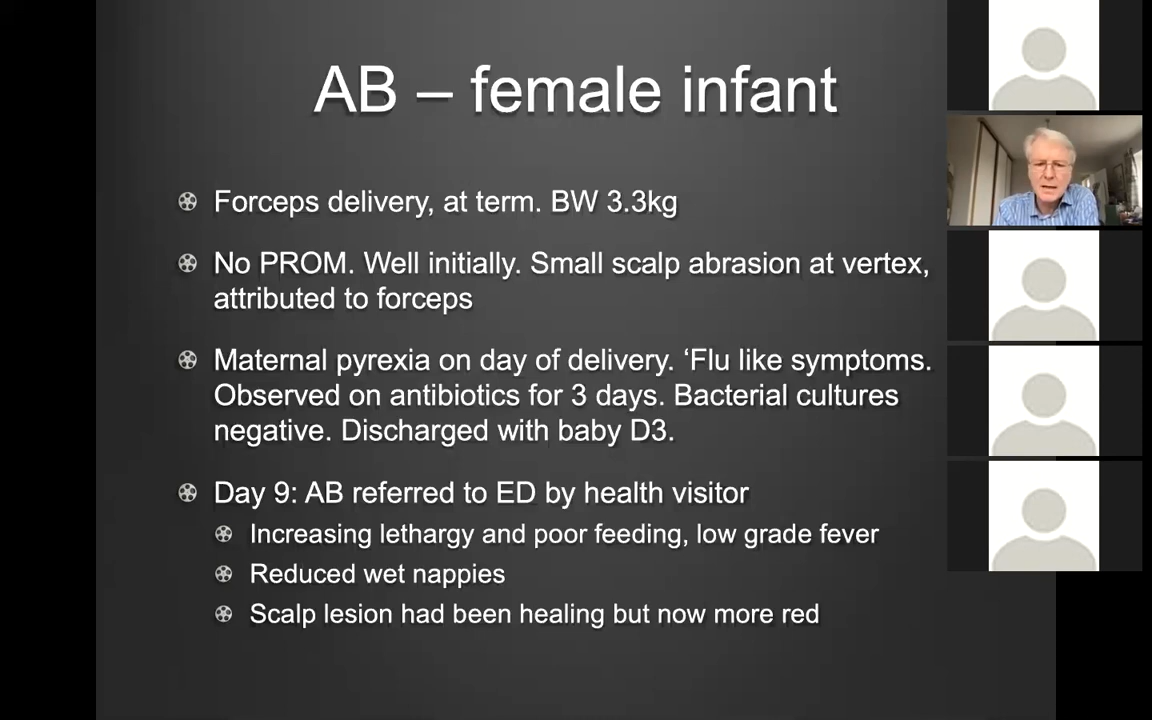 AB – female infant
Forceps delivery, at term. BW 3.3kg
No PROM. Well initially. Small scalp abrasion at vertex,
attributed to forceps
Maternal pyrexia on day of delivery. ‘Flu like symptoms.
Observed on antibiotics for 3 days. Bacterial cultures
negative. Discharged with baby D3.
Day 9: AB referred to ED by health visitor
Increasing lethargy and poor feeding, low grade fever
Reduced wet nappies
Scalp lesion had been healing but now more red